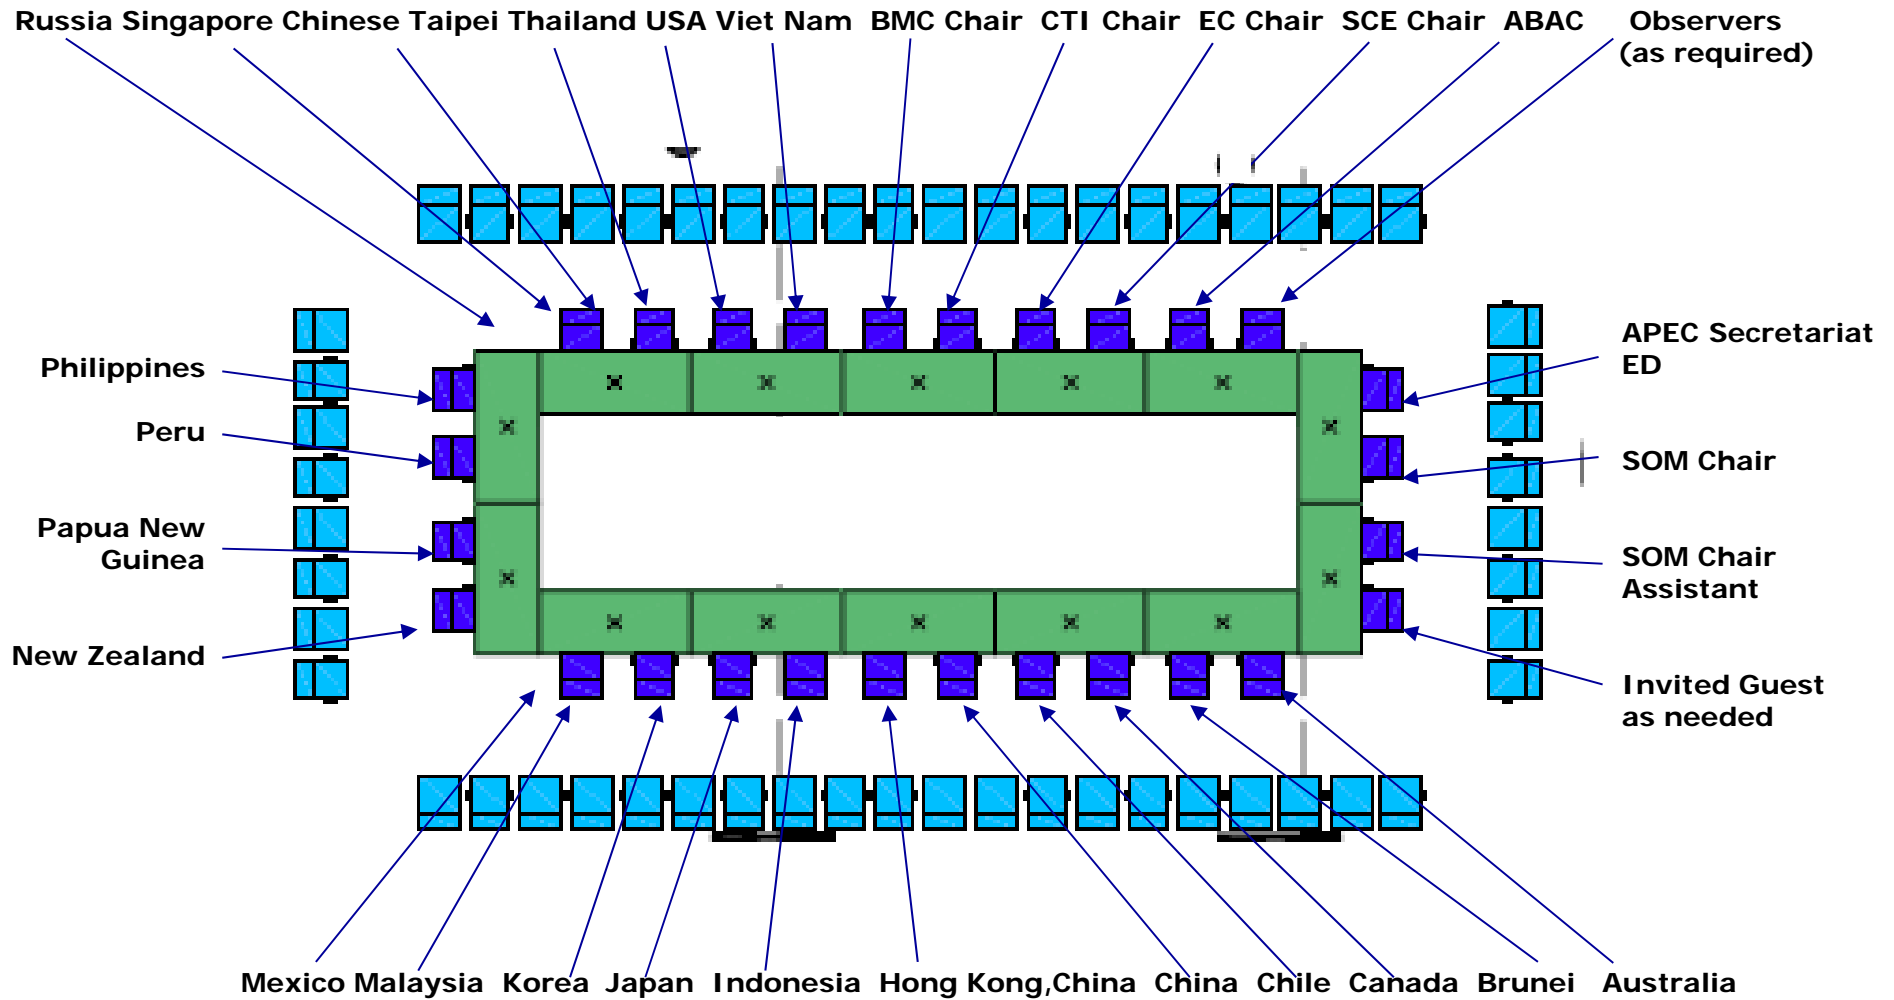 Russia Singapore Chinese Taipei Thailand USA Viet Nam BMC Chair CTI Chair EC Chair SCE Chair ABAC Observers
(as required)
Philippines
Peru
Papua New
Guinea
New Zealand
APEC Secretariat
ED
SOM Chair
SOM Chair
Assistant
Invited Guest
as needed
Mexico Malaysia Korea Japan Indonesia Hong Kong,China China Chile Canada Brunei Australia